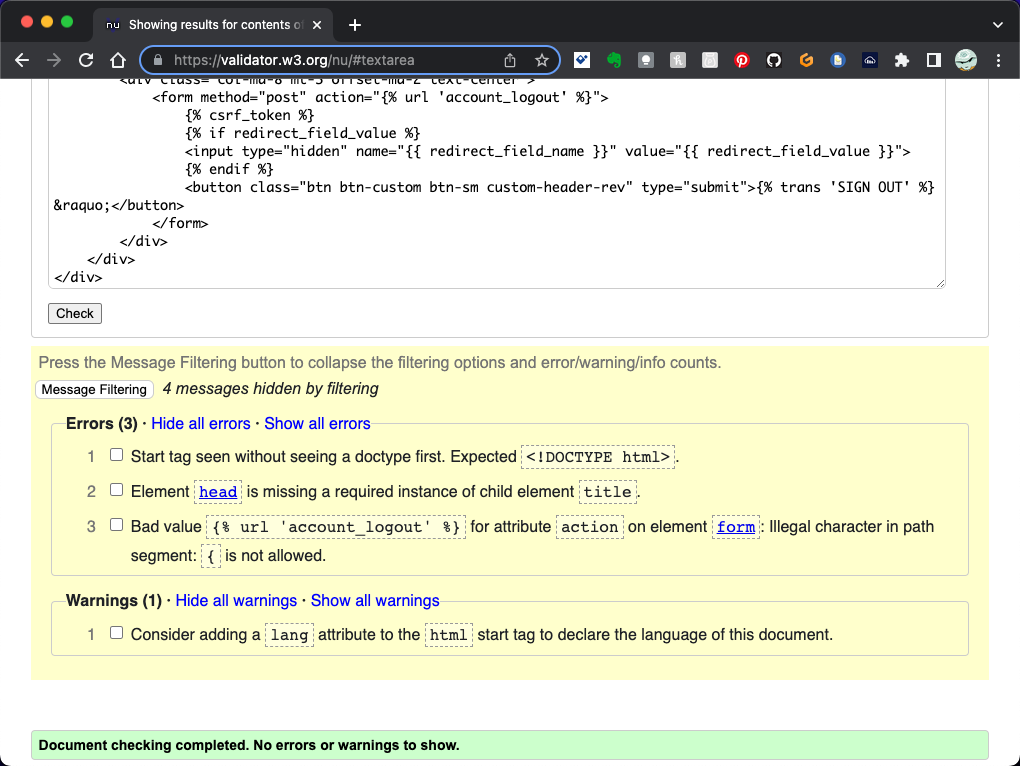 nu Showing results for contents o
https://validator.w3.org/nu/#textarea
<div class="col-md-8 mt-5 offset-md-2 text-center">
<form method="post" action="{% url 'account_logout' %}">
{% csrf_token %}
{% if redirect_field_value %}
<input type="hidden" name="{{ redirect_field_name }}" value="{{ redirect_field_value }}">
{% endif %}
<button class="btn btn-custom btn-sm custom-header-rev" type="submit">{% trans 'SIGN OUT' %}
&raquo;</button>
</form>
</div>
</div>
</div>
Check
Press the Message Filtering button to collapse the filtering options and error/warning/info counts.
Message Filtering 4 messages hidden by filtering
Errors (3) · Hide all errors · Show all errors
1 Start tag seen without seeing a doctype first. Expected <!DOCTYPE html>.
2 Element head is missing a required instance of child element title.
3 Bad value {% url 'account_logout' %} for attribute action on element form: Illegal character in path
segment: { is not allowed.
Warnings (1) · Hide all warnings · Show all warnings
1 Consider adding a lang attribute to the html start tag to declare the language of this document.
Document checking completed. No errors or warnings to show.